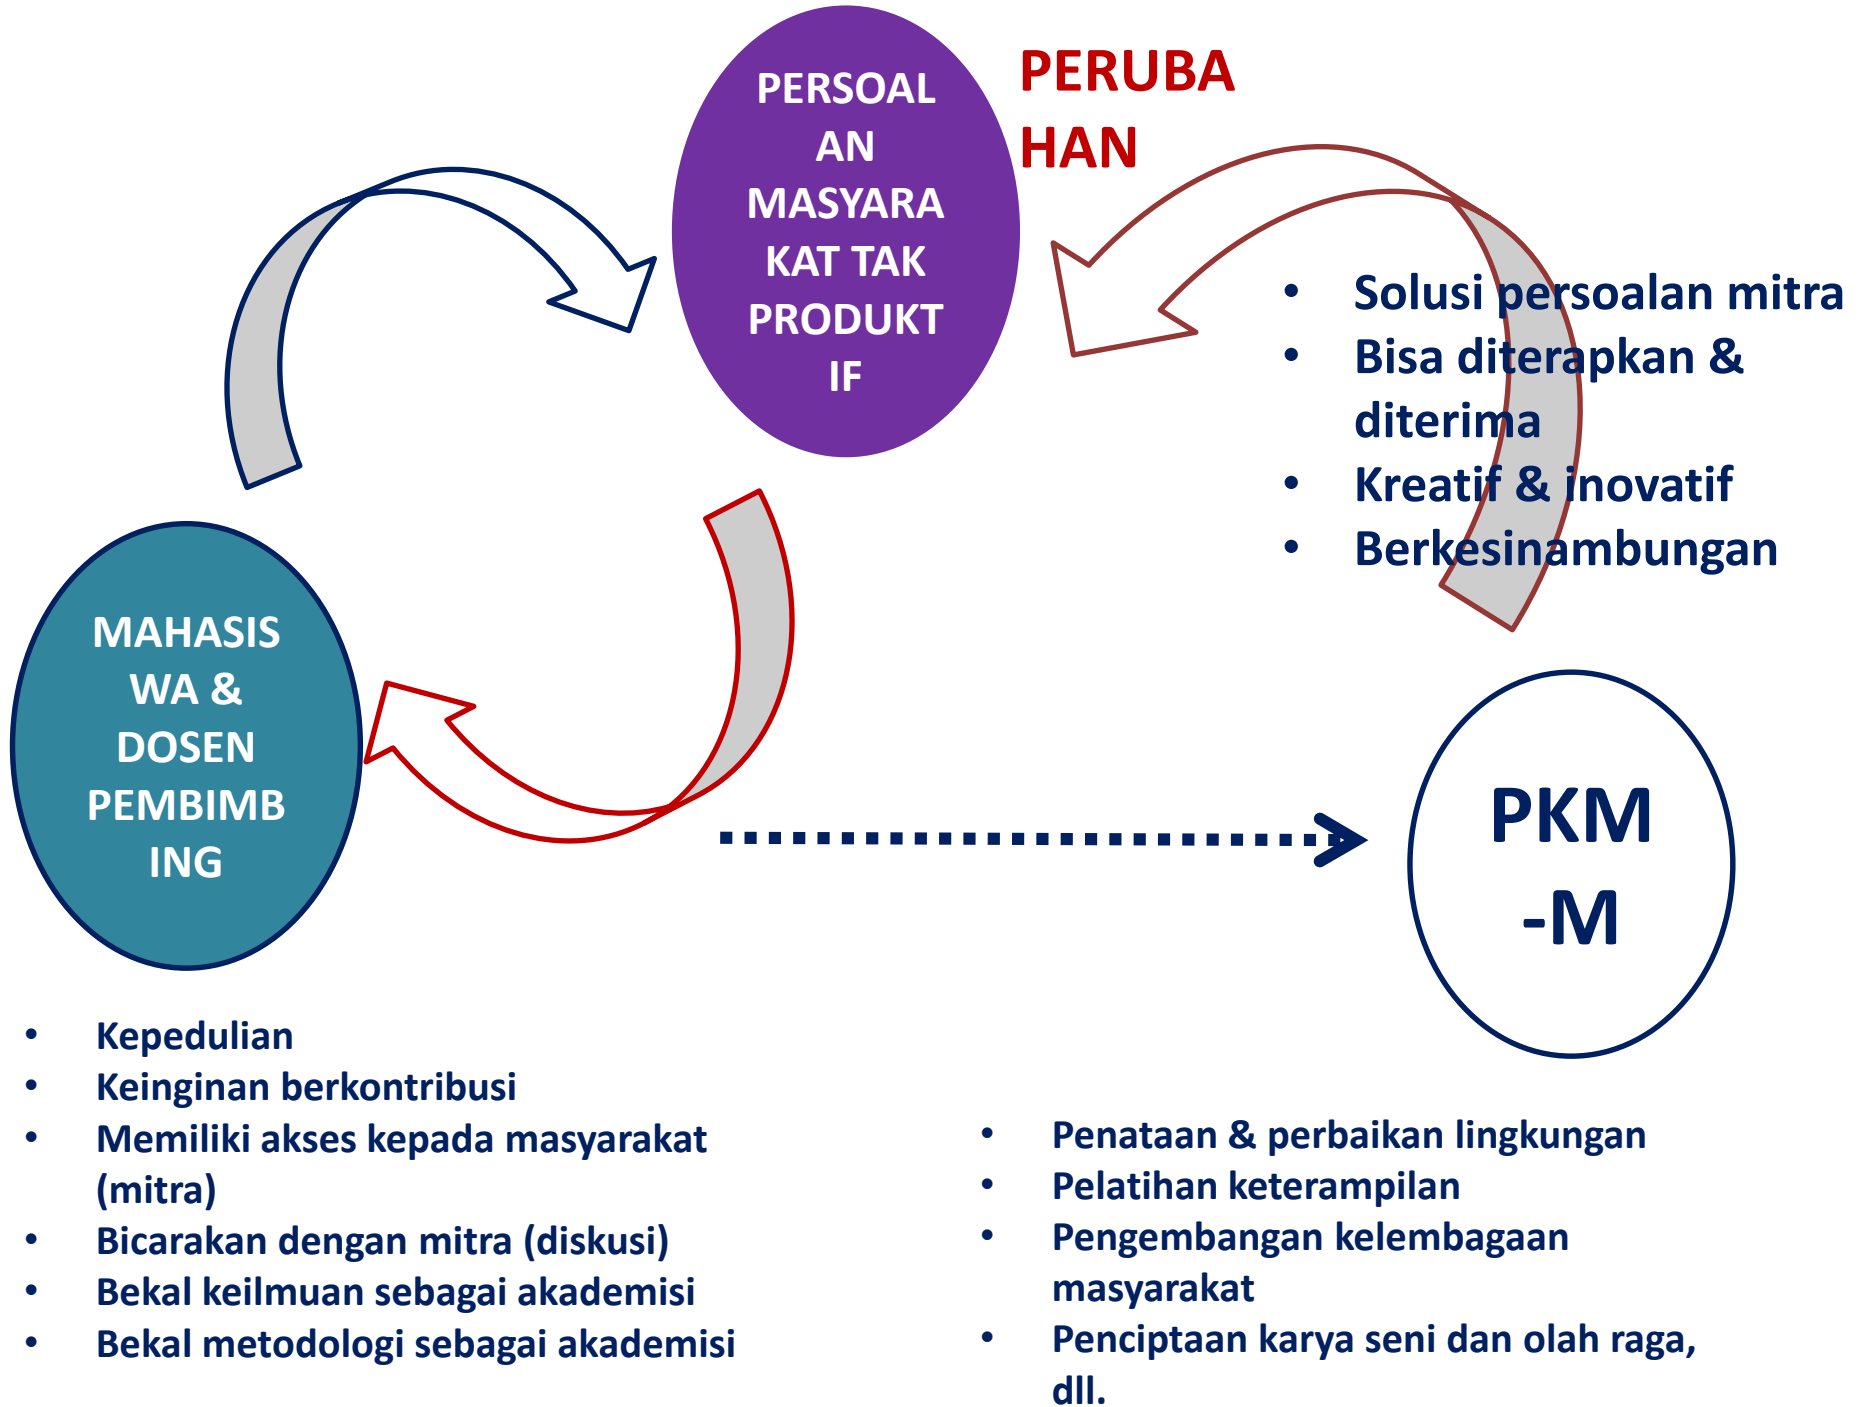 PERSOAL
AN
MASYARA
KAT TAK
PRODUKT
IF
PERUBA
HAN
• Solusi persoalan mitra
• Bisa diterapkan &
diterima
• Kreatif & inovatif
• Berkesinambungan
MAHASIS
WA &
DOSEN
PEMBIMB
ING
PKM
-M
• Kepedulian
• Keinginan berkontribusi
• Memiliki akses kepada masyarakat
(mitra)
• Bicarakan dengan mitra (diskusi)
• Bekal keilmuan sebagai akademisi
• Bekal metodologi sebagai akademisi
• Penataan & perbaikan lingkungan
• Pelatihan keterampilan
• Pengembangan kelembagaan
masyarakat
• Penciptaan karya seni dan olah raga,
dll.